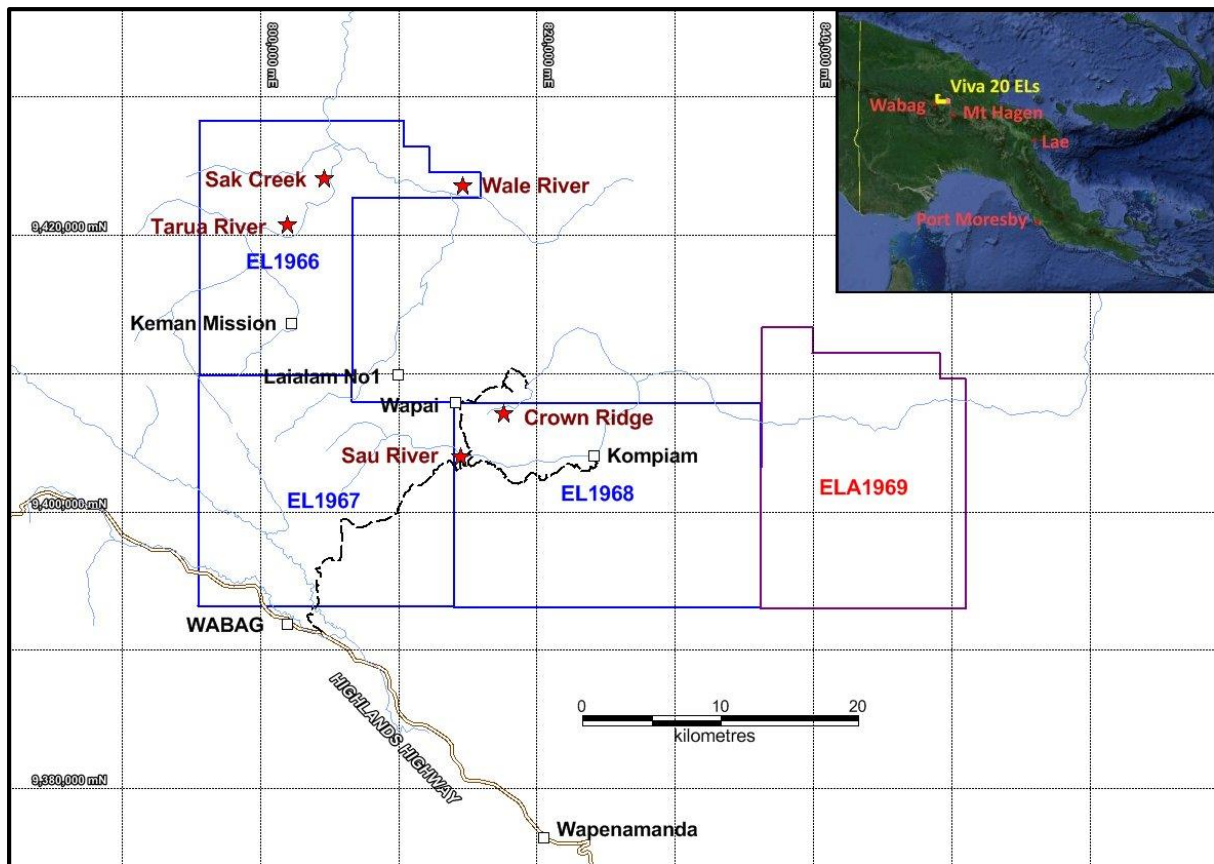 800,000 mE
820,000 mE
840,000 mE
Viva 20 ELs
Wabag
Mt Hagen
Lae
Port Moresby
Sak Creek
Wale River
Tarua River
9,420,000 mN
EL1966
Keman Mission
Laialam No1
Wapai
Crown Ridge
Sau River
Kompiam
EL1967
EL1968
ELA1969
9,400,000 mN
WABAG
HIGHLANDS HIGHWAY
0 10 20
kilometres
9,380,000 mN
Wapenamanda